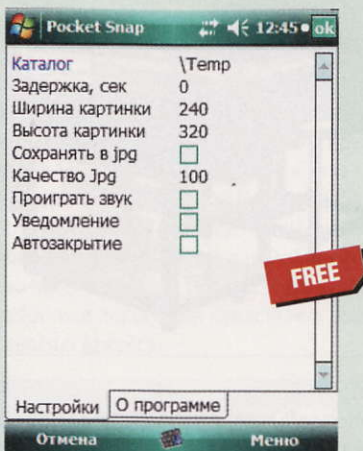 Pocket Snap 12:45 ok
Каталог \Temp
Задержка, сек 0
Ширина картинки 240
Высота картинки 320
Сохранять в jpg
Качество Jpg 100
Проиграть звук
Уведомление
Автозакрытие
FREE
Настройки О программе
Отмена Меню